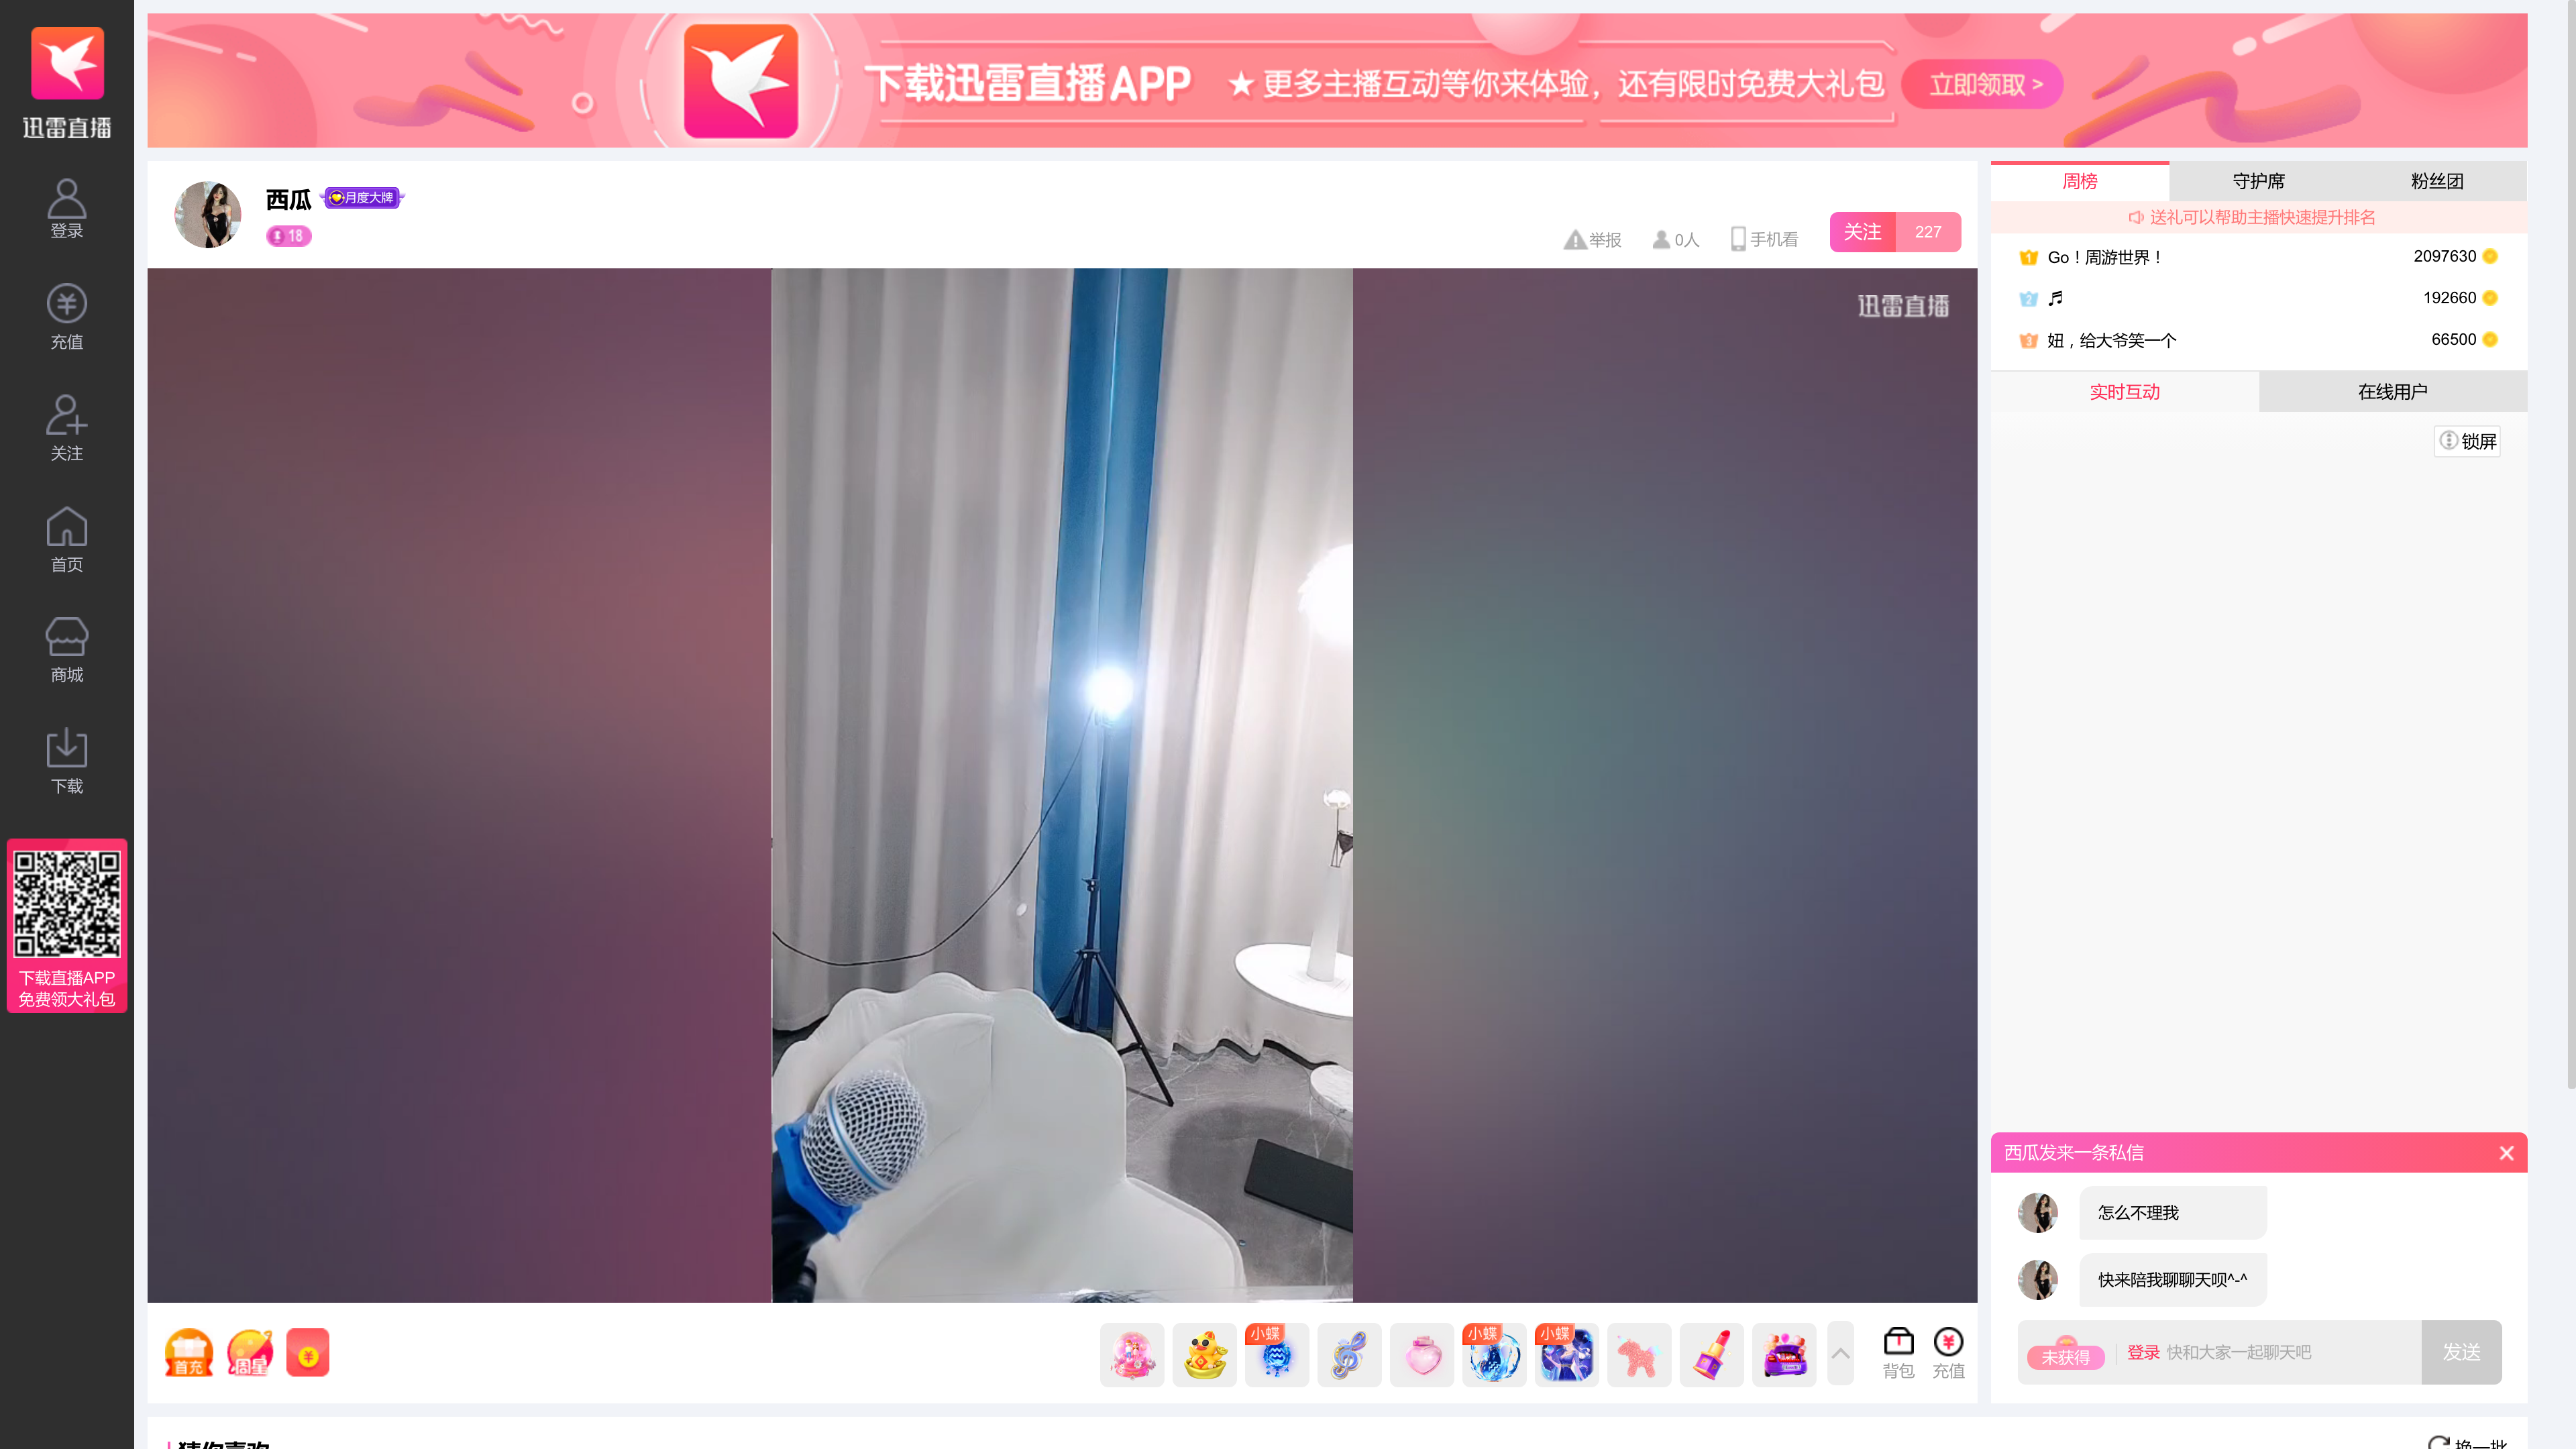 迅雷直播
登录
充值
关注
首页
商城
下载
下载直播APP
免费领大礼包
下载迅雷直播APP ★ 更多主播互动等你来体验，还有限时免费大礼包 立即领取 >
西瓜 月度大牌
18
举报 0人 手机看 关注 227
迅雷直播
周榜 守护席 粉丝团
送礼可以帮助主播快速提升排名
1 Go！周游世界！ 2097630
2 ♬ 192660
3 妞，给大爷笑一个 66500
实时互动 在线用户
锁屏
西瓜发来一条私信
怎么不理我
快来陪我聊聊天呗^-^
未获得 登录 快和大家一起聊天吧 发送
首充 周星
小蝶 小蝶 小蝶
背包 充值
猜你喜欢 换一批